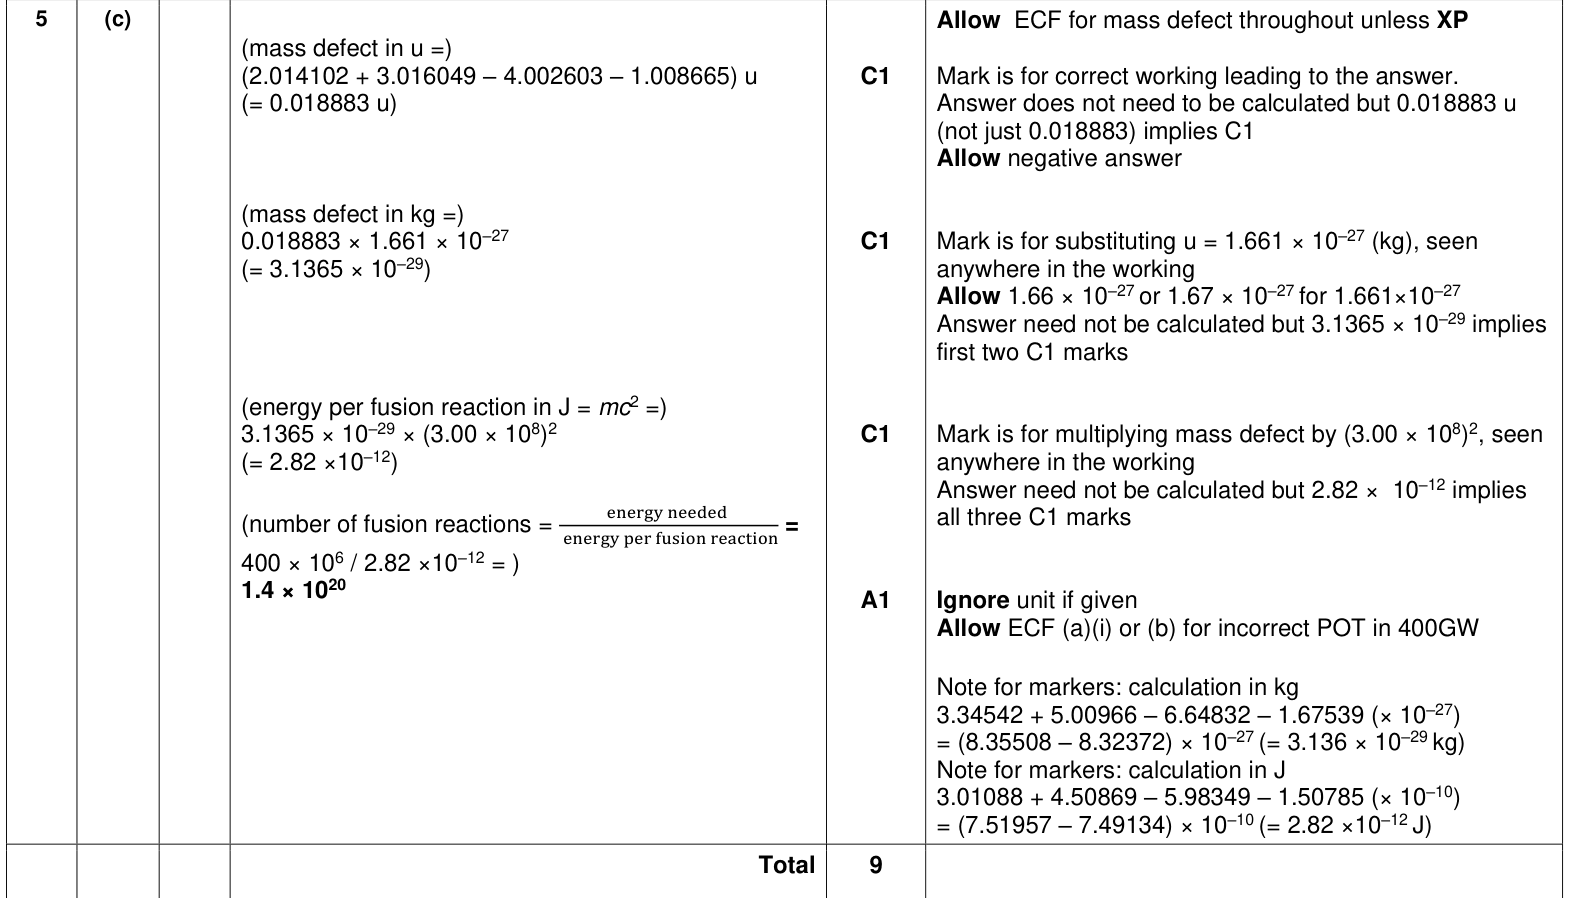 5 (c) Allow ECF for mass defect throughout unless XP
(mass defect in u =)
(2.014102 + 3.016049 – 4.002603 – 1.008665) u
(= 0.018883 u)
C1
Mark is for correct working leading to the answer.
Answer does not need to be calculated but 0.018883 u
(not just 0.018883) implies C1
Allow negative answer
(mass defect in kg =)
0.018883 × 1.661 × 10⁻²⁷
(= 3.1365 × 10⁻²⁹)
C1
Mark is for substituting u = 1.661 × 10⁻²⁷ (kg), seen
anywhere in the working
Allow 1.66 × 10⁻²⁷ or 1.67 × 10⁻²⁷ for 1.661×10⁻²⁷
Answer need not be calculated but 3.1365 × 10⁻²⁹ implies
first two C1 marks
(energy per fusion reaction in J = mc² =)
3.1365 × 10⁻²⁹ × (3.00 × 10⁸)²
(= 2.82 ×10⁻¹²)
C1
Mark is for multiplying mass defect by (3.00 × 10⁸)², seen
anywhere in the working
Answer need not be calculated but 2.82 × 10⁻¹² implies
all three C1 marks
(number of fusion reactions = energy needed / energy per fusion reaction =
400 × 10⁶ / 2.82 ×10⁻¹² = )
1.4 × 10²⁰
A1
Ignore unit if given
Allow ECF (a)(i) or (b) for incorrect POT in 400GW
Note for markers: calculation in kg
3.34542 + 5.00966 – 6.64832 – 1.67539 (× 10⁻²⁷)
= (8.35508 – 8.32372) × 10⁻²⁷ (= 3.136 × 10⁻²⁹ kg)
Note for markers: calculation in J
3.01088 + 4.50869 – 5.98349 – 1.50785 (× 10⁻¹⁰)
= (7.51957 – 7.49134) × 10⁻¹⁰ (= 2.82 ×10⁻¹² J)
Total 9